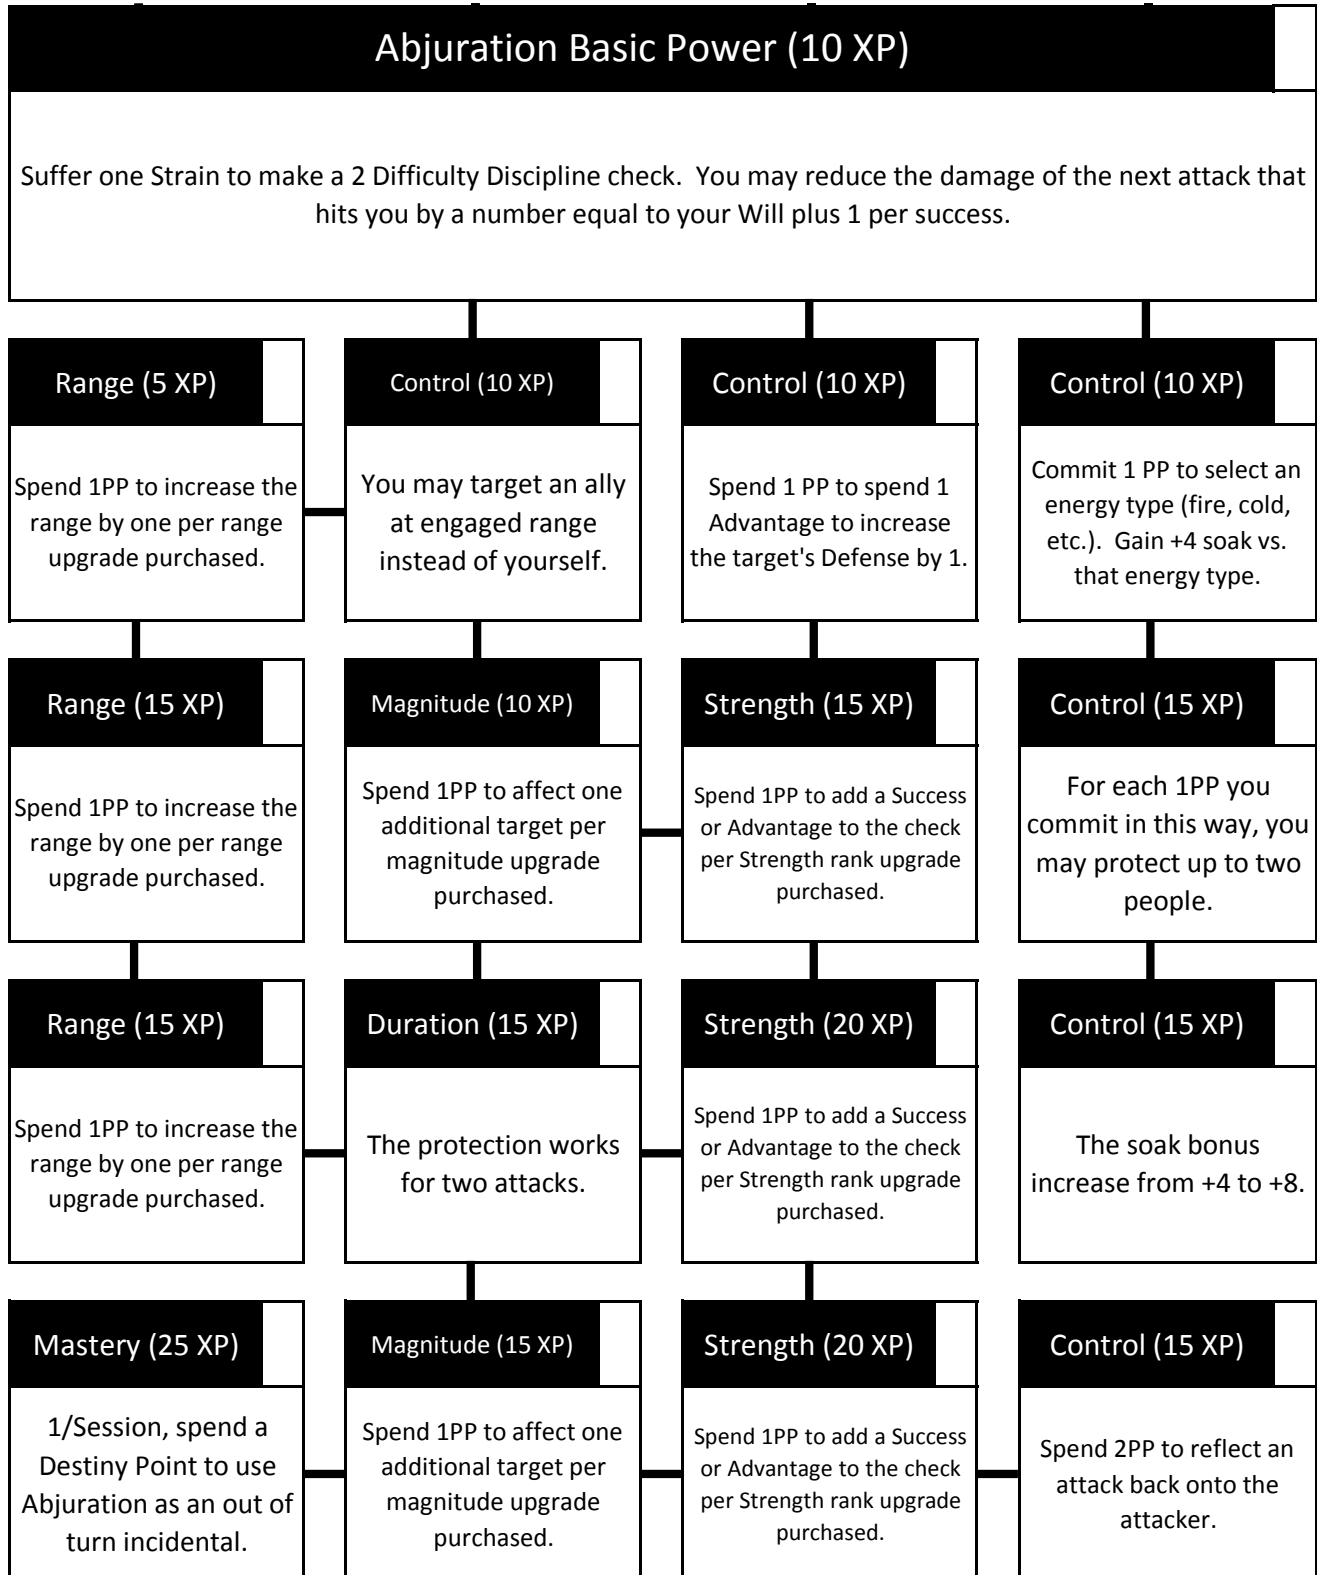 Abjuration Basic Power (10 XP)
Suffer one Strain to make a 2 Difficulty Discipline check.  You may reduce the damage of the next attack that
hits you by a number equal to your Will plus 1 per success.
Range (5 XP)
Spend 1PP to increase the
range by one per range
upgrade purchased.
Control (10 XP)
You may target an ally
at engaged range
instead of yourself.
Control (10 XP)
Spend 1 PP to spend 1
Advantage to increase
the target's Defense by 1.
Control (10 XP)
Commit 1 PP to select an
energy type (fire, cold,
etc.).  Gain +4 soak vs.
that energy type.
Range (15 XP)
Spend 1PP to increase the
range by one per range
upgrade purchased.
Magnitude (10 XP)
Spend 1PP to affect one
additional target per
magnitude upgrade
purchased.
Strength (15 XP)
Spend 1PP to add a Success
or Advantage to the check
per Strength rank upgrade
purchased.
Control (15 XP)
For each 1PP you
commit in this way, you
may protect up to two
people.
Range (15 XP)
Spend 1PP to increase the
range by one per range
upgrade purchased.
Duration (15 XP)
The protection works
for two attacks.
Strength (20 XP)
Spend 1PP to add a Success
or Advantage to the check
per Strength rank upgrade
purchased.
Control (15 XP)
The soak bonus
increase from +4 to +8.
Mastery (25 XP)
1/Session, spend a
Destiny Point to use
Abjuration as an out of
turn incidental.
Magnitude (15 XP)
Spend 1PP to affect one
additional target per
magnitude upgrade
purchased.
Strength (20 XP)
Spend 1PP to add a Success
or Advantage to the check
per Strength rank upgrade
purchased.
Control (15 XP)
Spend 2PP to reflect an
attack back onto the
attacker.